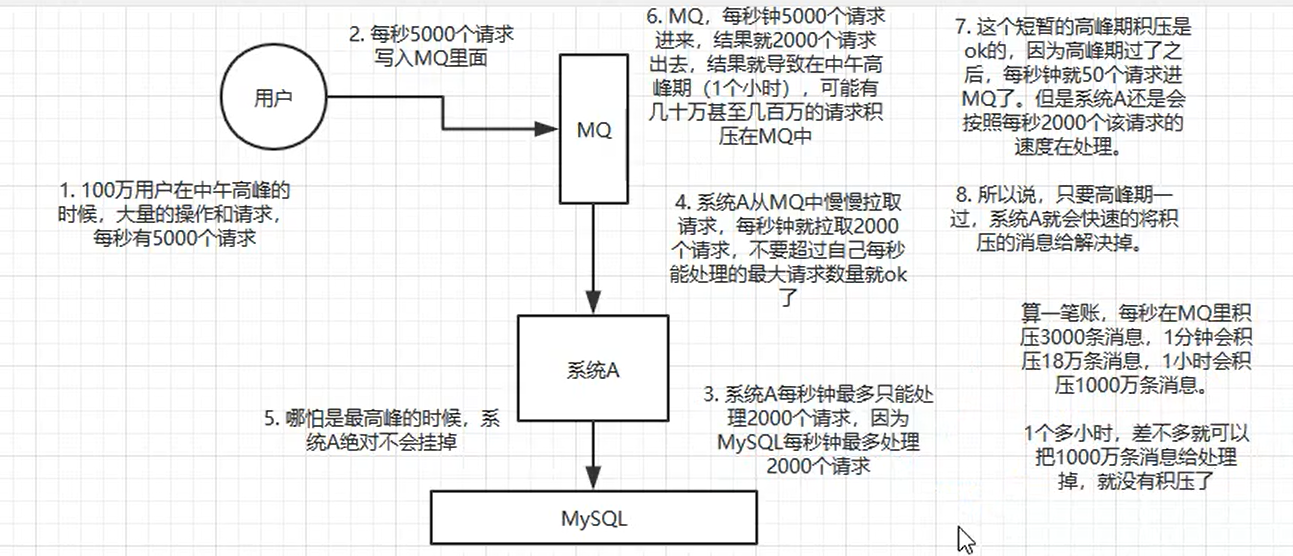 用户
1. 100万用户在中午高峰的
时候，大量的操作和请求，
每秒有5000个请求
2. 每秒5000个请求
写入MQ里面
MQ
6. MQ，每秒钟5000个请求
进来，结果就2000个请求
出去，结果就导致在中午高
峰期（1个小时），可能有
几十万甚至几百万的请求积
压在MQ中
7. 这个短暂的高峰期积压是
ok的，因为高峰期过了之
后，每秒钟就50个请求进
MQ了。但是系统A还是会
按照每秒2000个该请求的
速度在处理。
4. 系统A从MQ中慢慢拉取
请求，每秒钟就拉取2000
个请求，不要超过自己每秒
能处理的最大请求数量就ok
了
8. 所以说，只要高峰期一
过，系统A就会快速的将积
压的消息给解决掉。
系统A
算一笔账，每秒在MQ里积
压3000条消息，1分钟会积
压18万条消息，1小时会积
压1000万条消息。
5. 哪怕是最高峰的时候，系
统A绝对不会挂掉
3. 系统A每秒钟最多只能处
理2000个请求，因为
MySQL每秒钟最多处理
2000个请求
1个多小时，差不多就可以
把1000万条消息给处理
掉，就没有积压了
MySQL